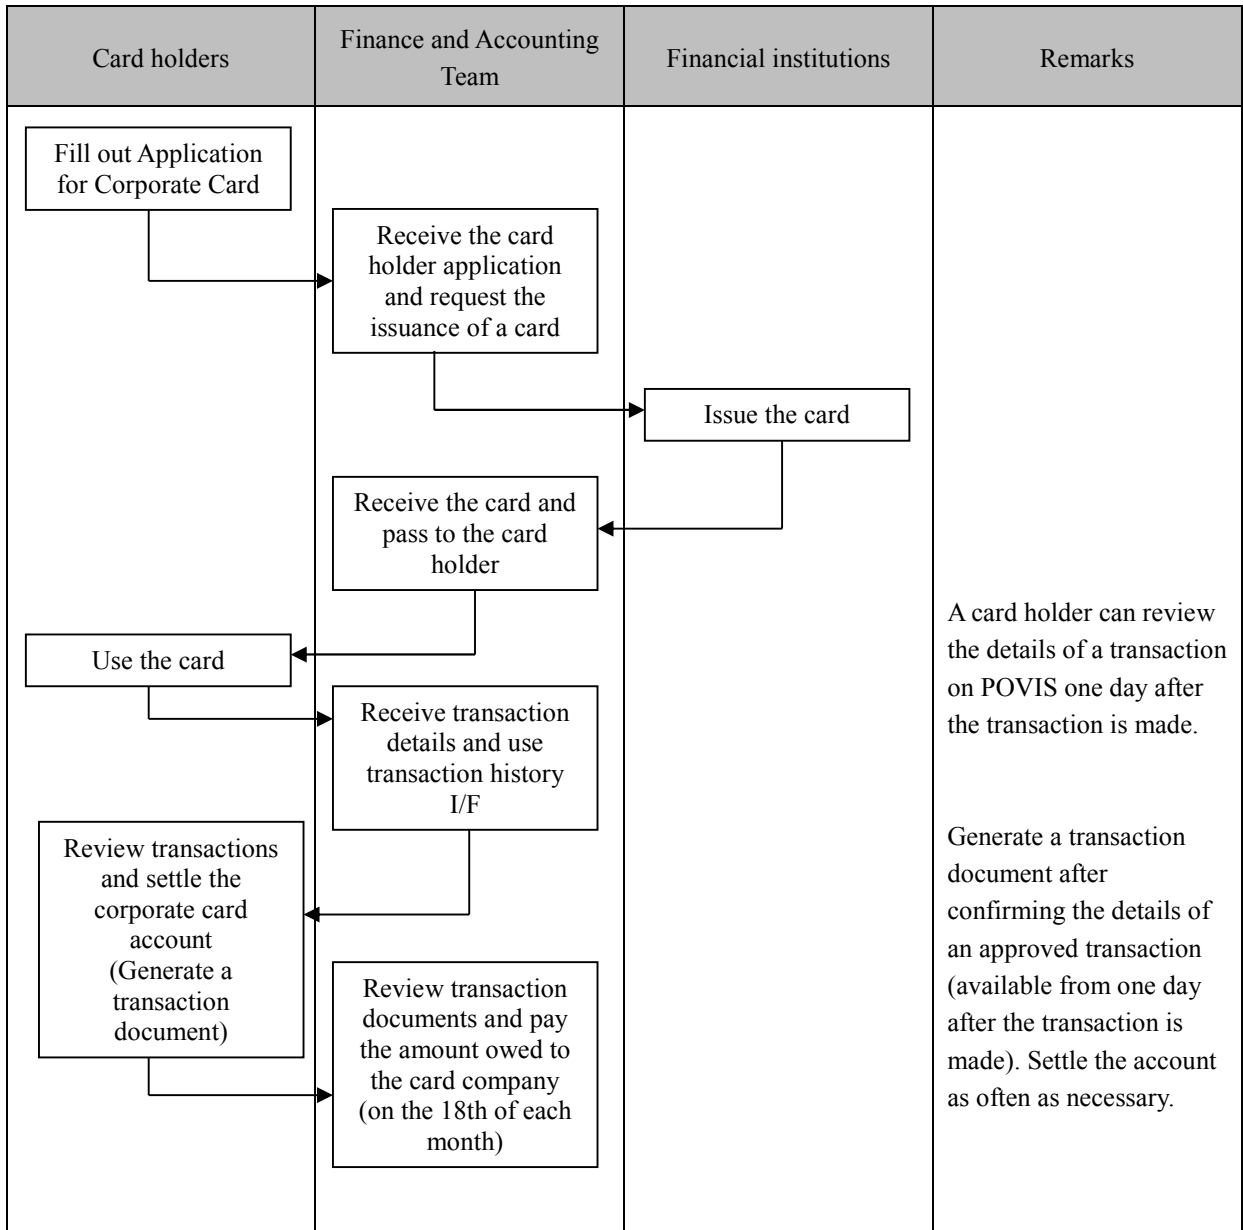 Card holders
Finance and Accounting
Team
Financial institutions
Remarks
Fill out Application
for Corporate Card
Receive the card
holder application
and request the
issuance of a card
Issue the card
Receive the card and
pass to the card
holder
Use the card
A card holder can review
the details of a transaction
on POVIS one day after
the transaction is made.
Receive transaction
details and use
transaction history
I/F
Review transactions
and settle the
corporate card
account
(Generate a
transaction
document)
Generate a transaction
document after
confirming the details of
an approved transaction
(available from one day
after the transaction is
made). Settle the account
as often as necessary.
Review transaction
documents and pay
the amount owed to
the card company
(on the 18th of each
month)